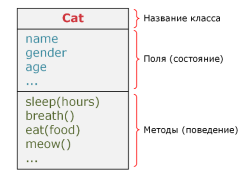 Cat
Название класса
name
gender
age
...
Поля (состояние)
sleep(hours)
breath()
eat(food)
meow()
...
Методы (поведение)